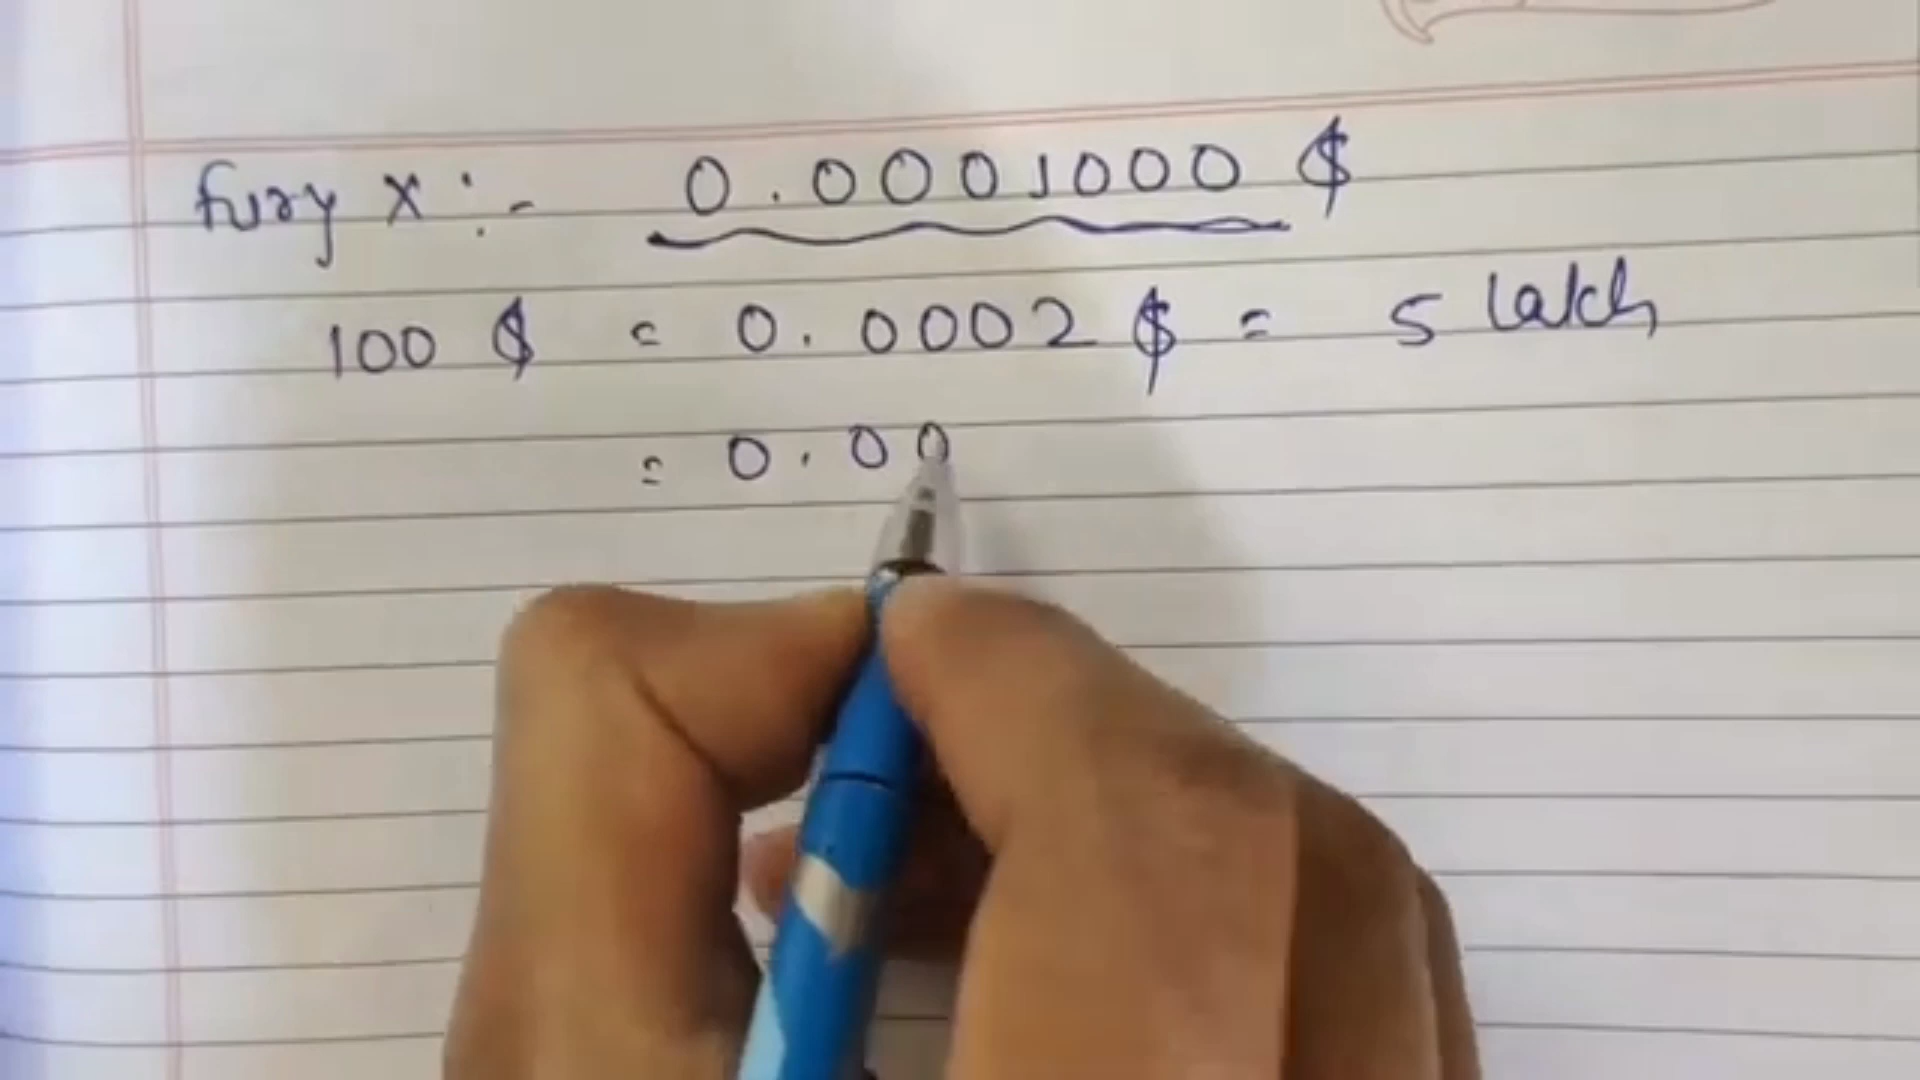 fury x :- 0.0001000 $
100 $ = 0.0002 $ = 5 lakh
= 0.00